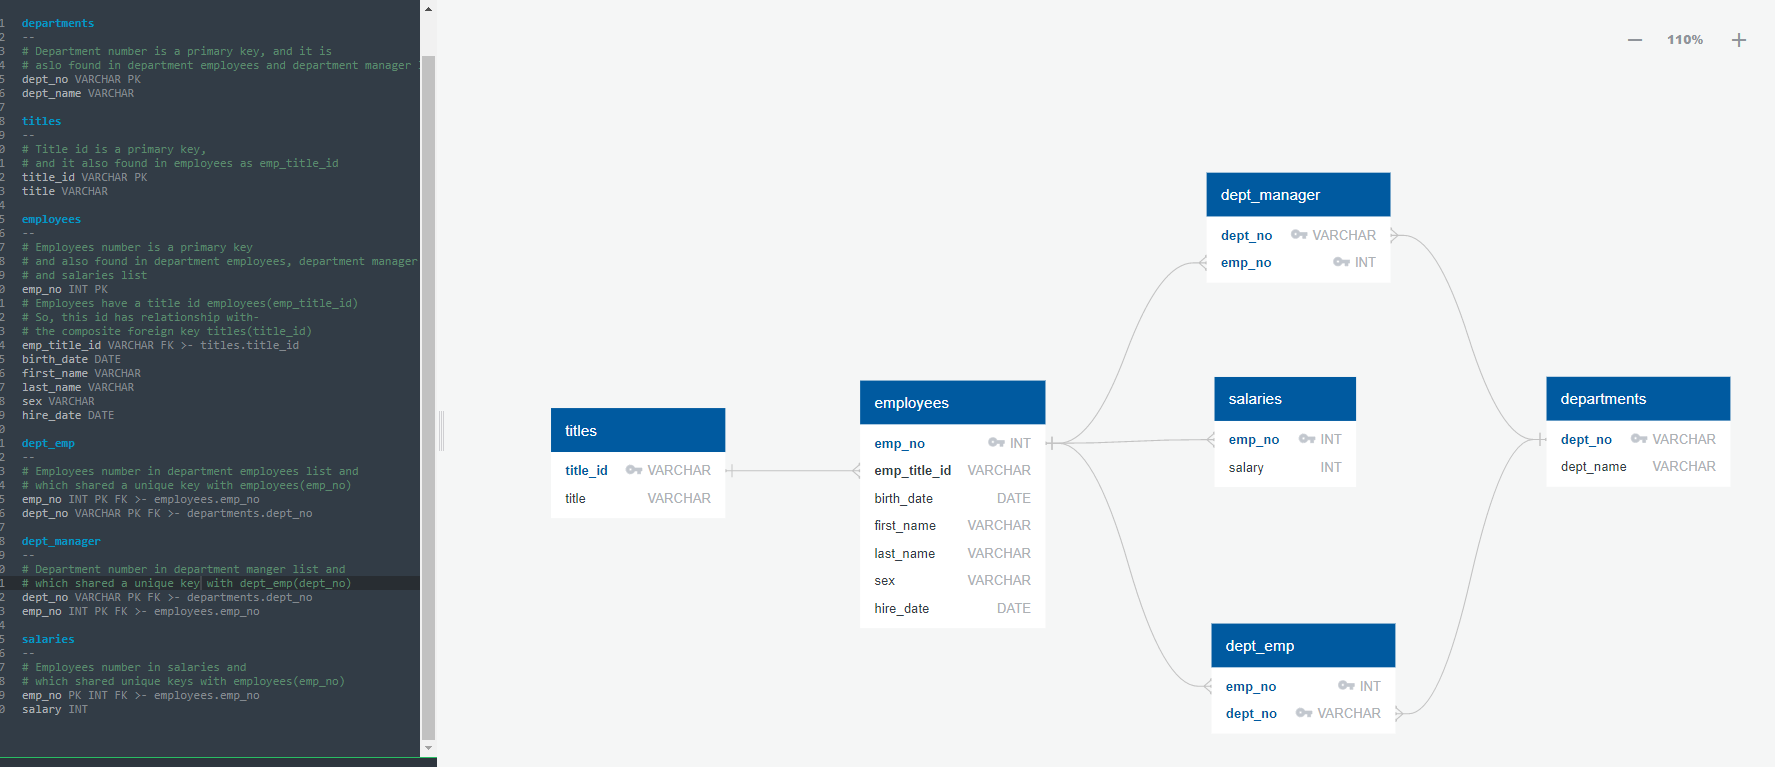 1 departments
2 --
3 # Department number is a primary key, and it is
4 # aslo found in department employees and department manager
5 dept_no VARCHAR PK
6 dept_name VARCHAR
7
8 titles
9 --
0 # Title id is a primary key,
1 # and it also found in employees as emp_title_id
2 title_id VARCHAR PK
3 title VARCHAR
4
5 employees
6 --
7 # Employees number is a primary key
8 # and also found in department employees, department manager
9 # and salaries list
0 emp_no INT PK
1 # Employees have a title id employees(emp_title_id)
2 # So, this id has relationship with-
3 # the composite foreign key titles(title_id)
4 emp_title_id VARCHAR FK >- titles.title_id
5 birth_date DATE
6 first_name VARCHAR
7 last_name VARCHAR
8 sex VARCHAR
9 hire_date DATE
0
1 dept_emp
2 --
3 # Employees number in department employees list and
4 # which shared a unique key with employees(emp_no)
5 emp_no INT PK FK >- employees.emp_no
6 dept_no VARCHAR PK FK >- departments.dept_no
7
8 dept_manager
9 --
0 # Department number in department manger list and
1 # which shared a unique key with dept_emp(dept_no)
2 dept_no VARCHAR PK FK >- departments.dept_no
3 emp_no INT PK FK >- employees.emp_no
4
5 salaries
6 --
7 # Employees number in salaries and
8 # which shared unique keys with employees(emp_no)
9 emp_no PK INT FK >- employees.emp_no
0 salary INT
110%
titles
title_id VARCHAR
title VARCHAR
employees
emp_no INT
emp_title_id VARCHAR
birth_date DATE
first_name VARCHAR
last_name VARCHAR
sex VARCHAR
hire_date DATE
dept_manager
dept_no VARCHAR
emp_no INT
salaries
emp_no INT
salary INT
dept_emp
emp_no INT
dept_no VARCHAR
departments
dept_no VARCHAR
dept_name VARCHAR